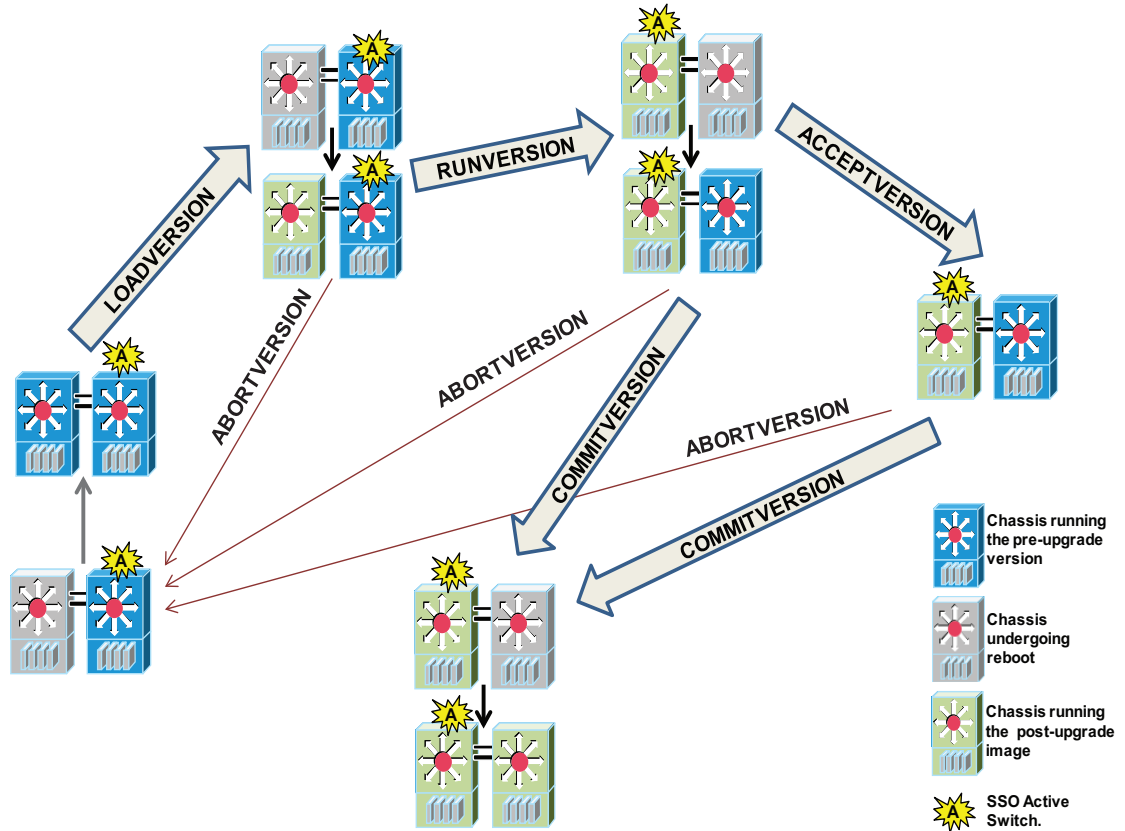 A
A
A
A
A
RUNVERSION
ACCEPTVERSION
LOADVERSION
A
A
ABORTVERSION
ABORTVERSION
COMMITVERSION
ABORTVERSION
COMMITVERSION
A
A
A
Chassis running
the pre-upgrade
version
Chassis
undergoing
reboot
Chassis running
the post-upgrade
image
A
SSO Active
Switch.